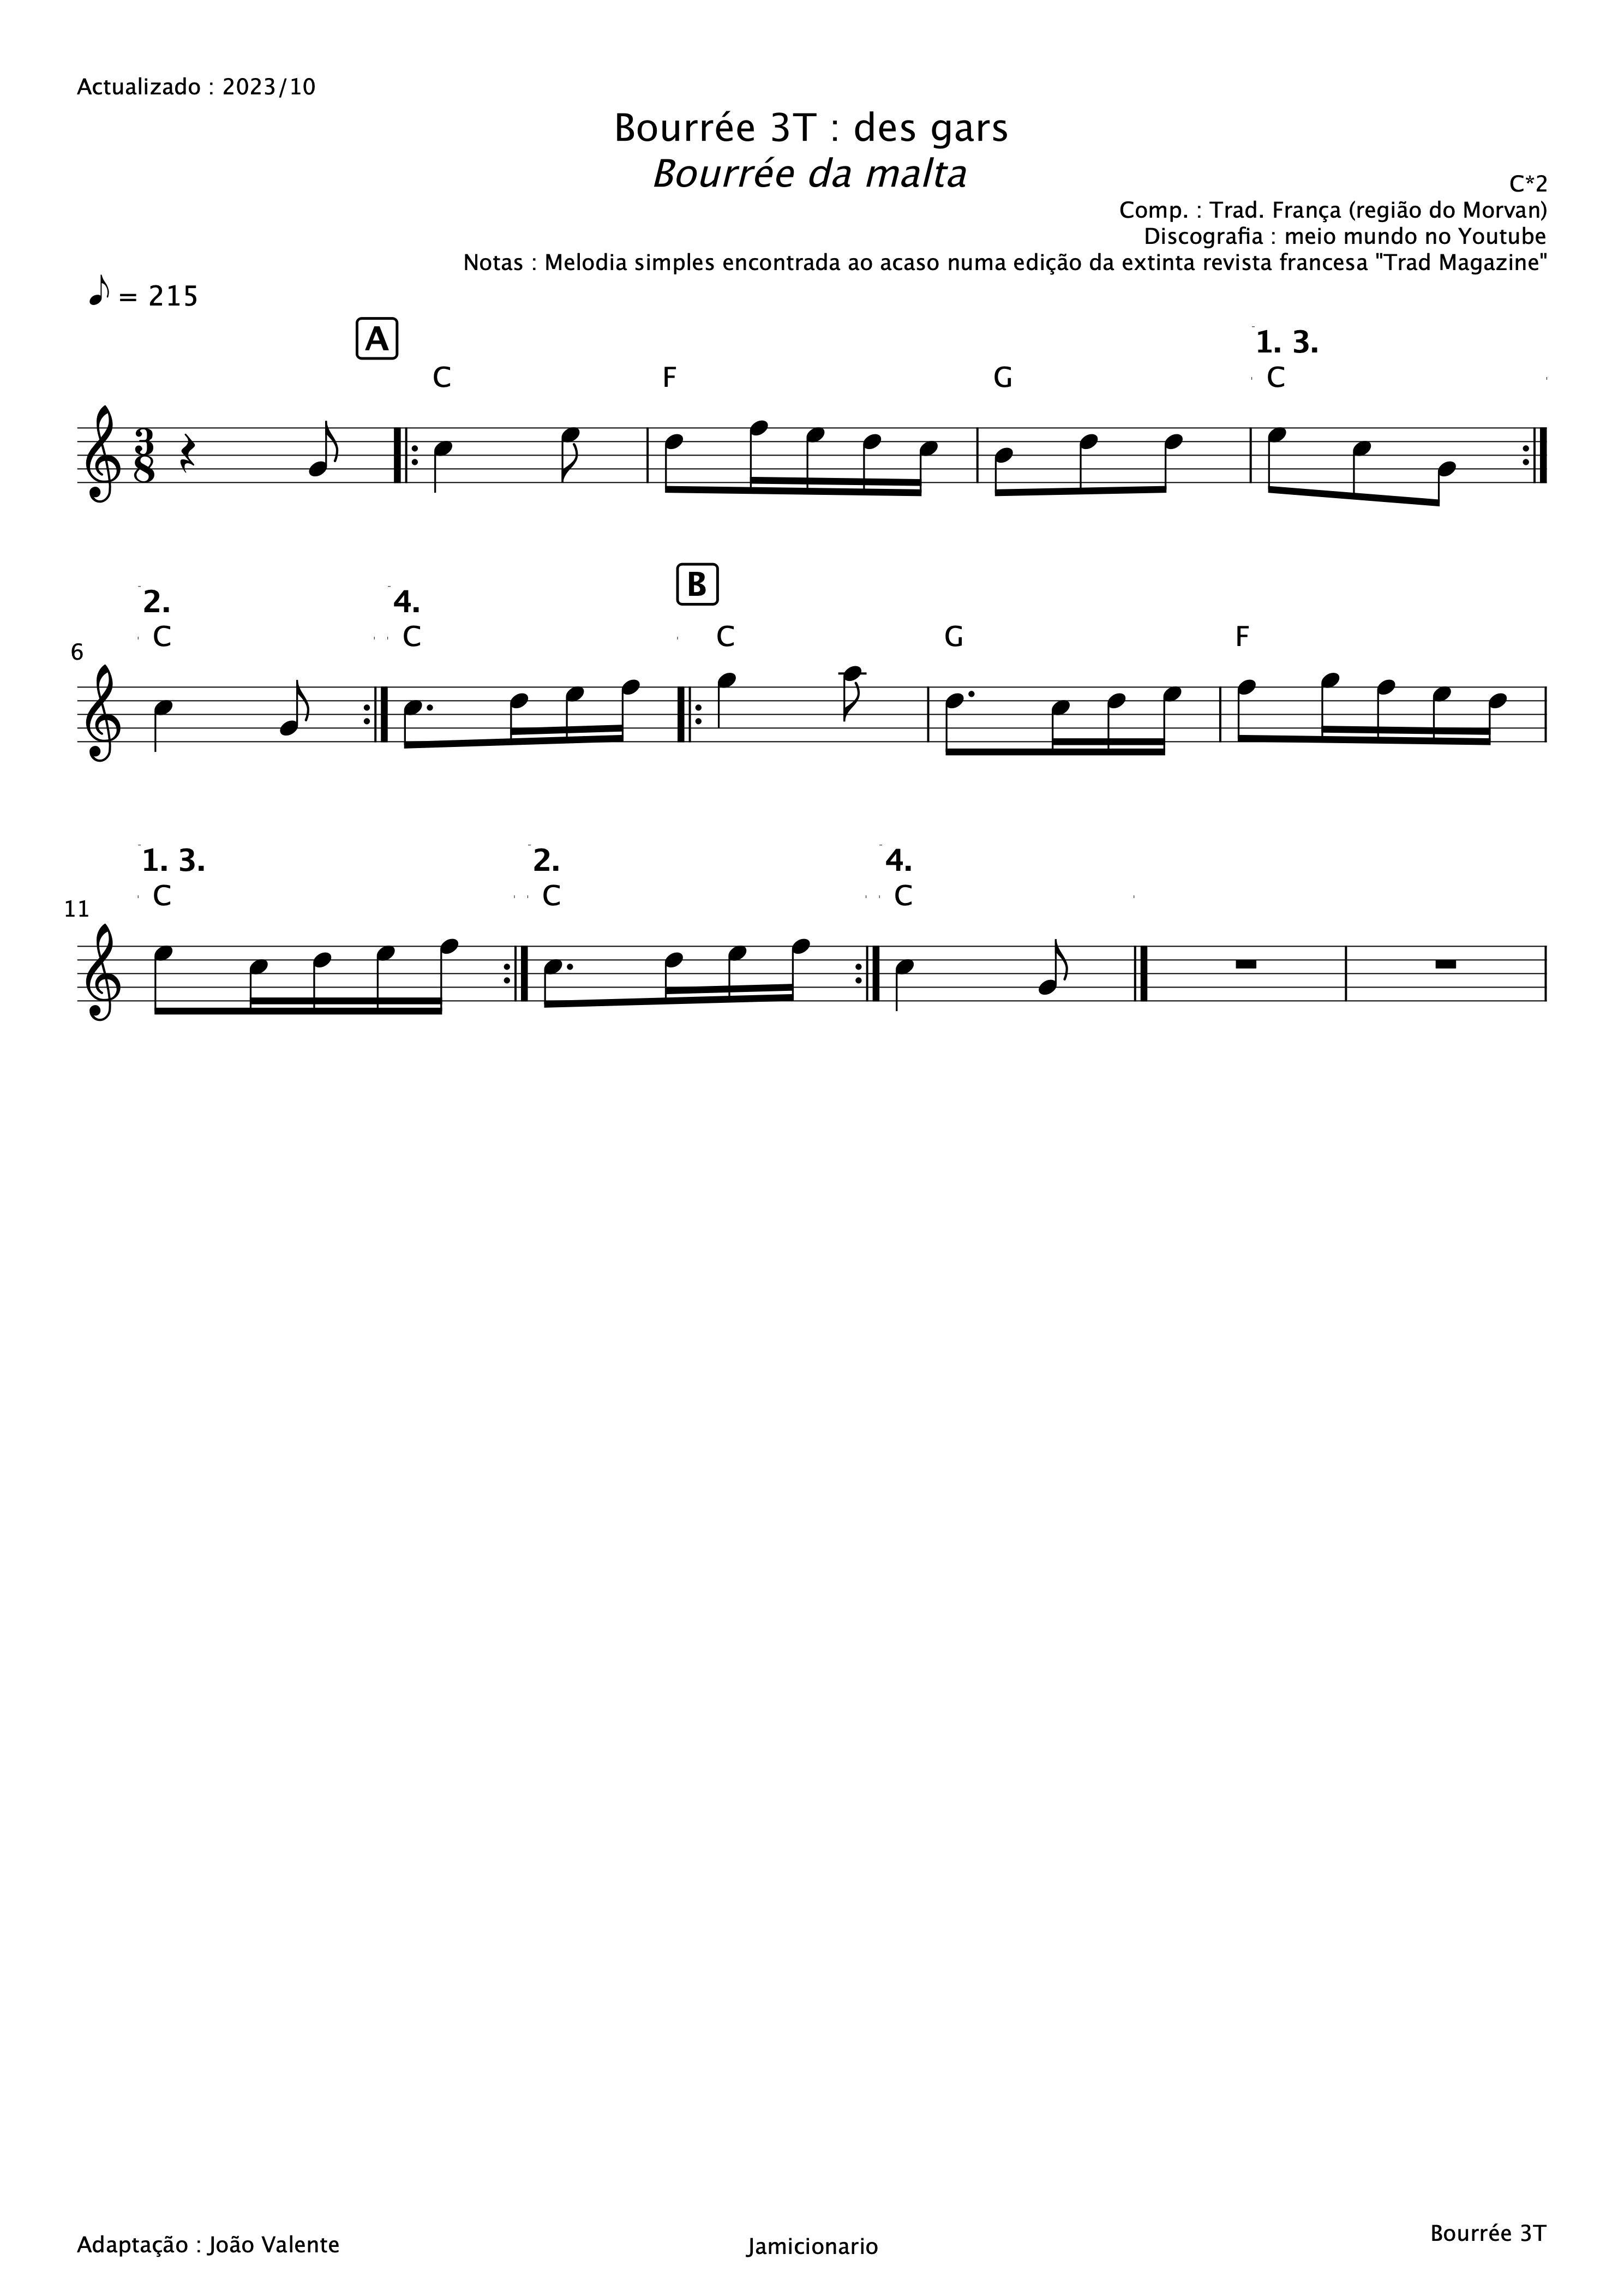 Actualizado : 2023/10
Bourrée 3T : des gars
Bourrée da malta
C*2
Comp. : Trad. França (região do Morvan)
Discografia : meio mundo no Youtube
Notas : Melodia simples encontrada ao acaso numa edição da extinta revista francesa "Trad Magazine"
= 215
A
1. 3.
C F G C
3
8
2. 4. B
6 C C C G F
1. 3. 2. 4.
11 C C C
Adaptação : João Valente
Jamicionario
Bourrée 3T